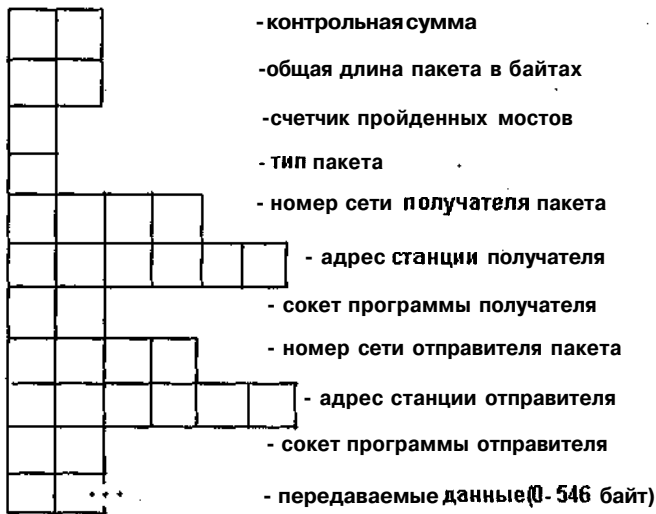 - контрольная сумма
-общая длина пакета в байтах
-счетчик пройденных мостов
- тип пакета
- номер сети получателя пакета
- адрес станции получателя
- сокет программы получателя
- номер сети отправителя пакета
- адрес станции отправителя
- сокет программы отправителя
... - передаваемые данные(0- 546 байт)